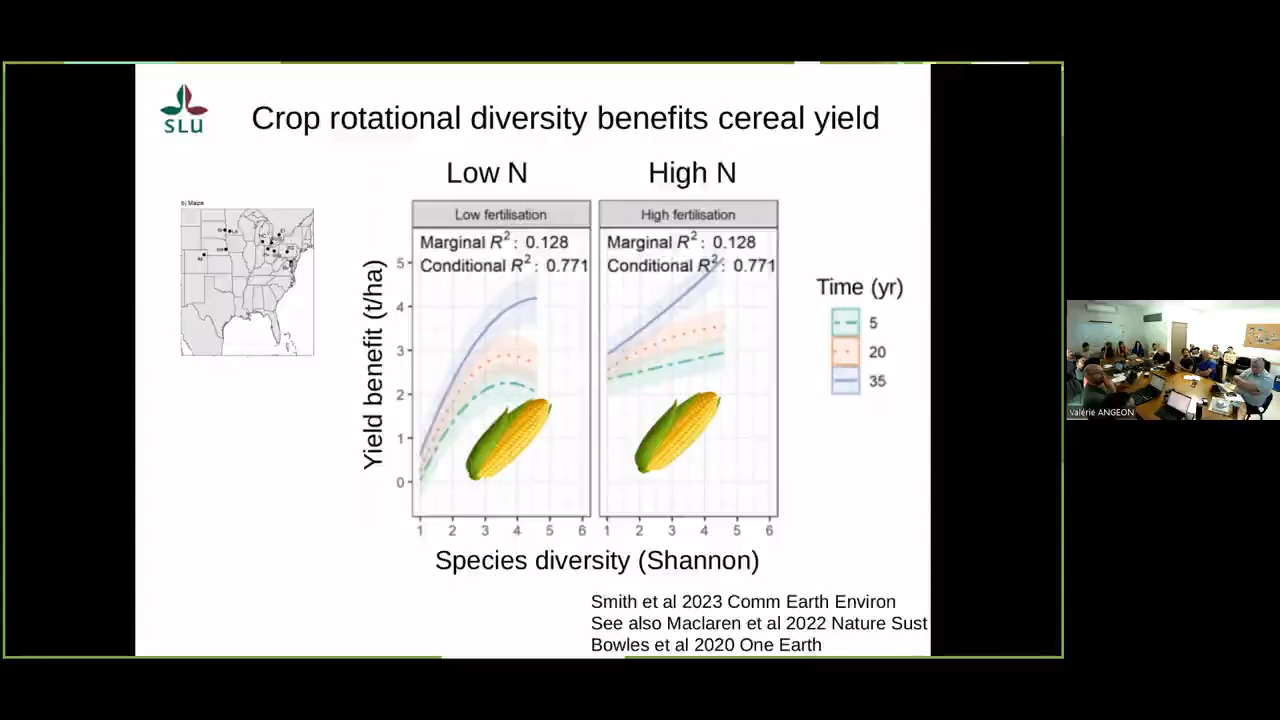 SLU
Crop rotational diversity benefits cereal yield
Low N
High N
b) Maize
Low fertilisation
High fertilisation
Marginal R²: 0.128
Conditional R²: 0.771
Marginal R²: 0.128
Conditional R²: 0.771
Yield benefit (t/ha)
5
4
3
2
1
0
1 2 3 4 5 6
1 2 3 4 5 6
Species diversity (Shannon)
Time (yr)
5
20
35
Smith et al 2023 Comm Earth Environ
See also Maclaren et al 2022 Nature Sust
Bowles et al 2020 One Earth
Valérie ANGEON